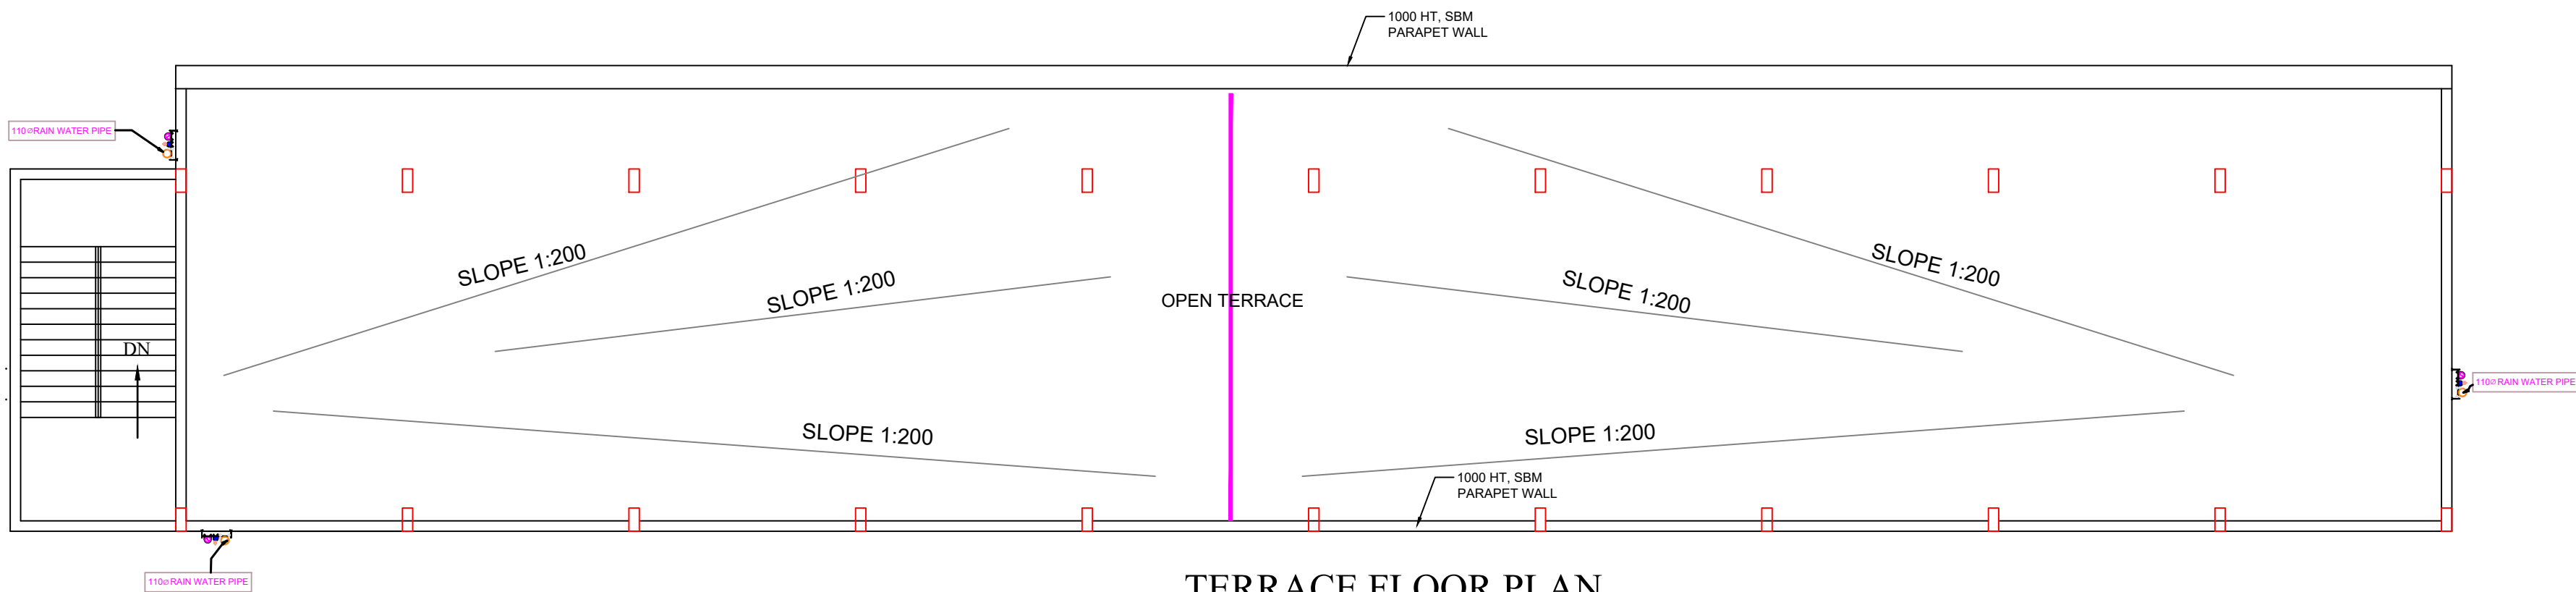 1000 HT, SBM
PARAPET WALL
110⌀RAIN WATER PIPE
SLOPE 1:200
SLOPE 1:200
SLOPE 1:200
SLOPE 1:200
OPEN TERRACE
DN
110⌀RAIN WATER PIPE
SLOPE 1:200
SLOPE 1:200
1000 HT, SBM
PARAPET WALL
110⌀RAIN WATER PIPE
TERRACE FLOOR PLAN